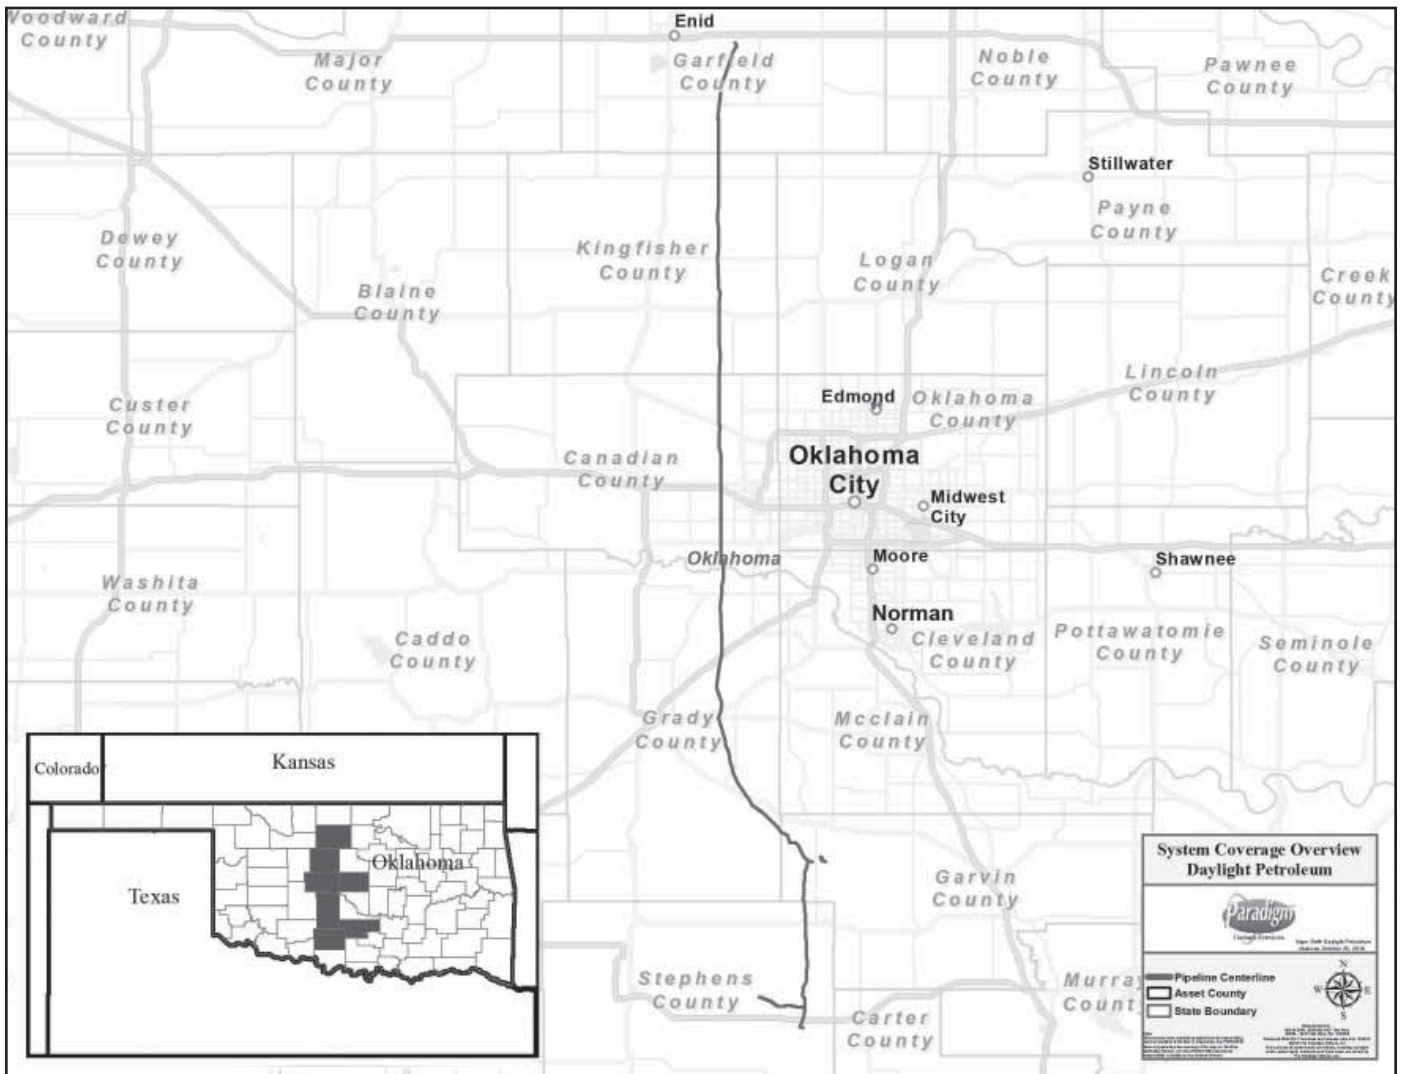 Woodward
County
Enid
Major
County
Garfield
County
Noble
County
Pawnee
County
Stillwater
Payne
County
Dewey
County
Kingfisher
County
Logan
County
Blaine
County
Creek
County
Lincoln
County
Custer
County
Edmond
Oklahoma
County
Canadian
County
Oklahoma
City
Midwest
City
Oklahoma
Moore
Shawnee
Washita
County
Norman
Caddo
County
Cleveland
County
Pottawatomie
County
Seminole
County
Grady
County
Mcclain
County
Colorado
Kansas
Oklahoma
Texas
Garvin
County
Stephens
County
Murray
Count
Carter
County
System Coverage Overview
Daylight Petroleum
Paradigm
N
W E
S
Pipeline Centerline
Asset County
State Boundary